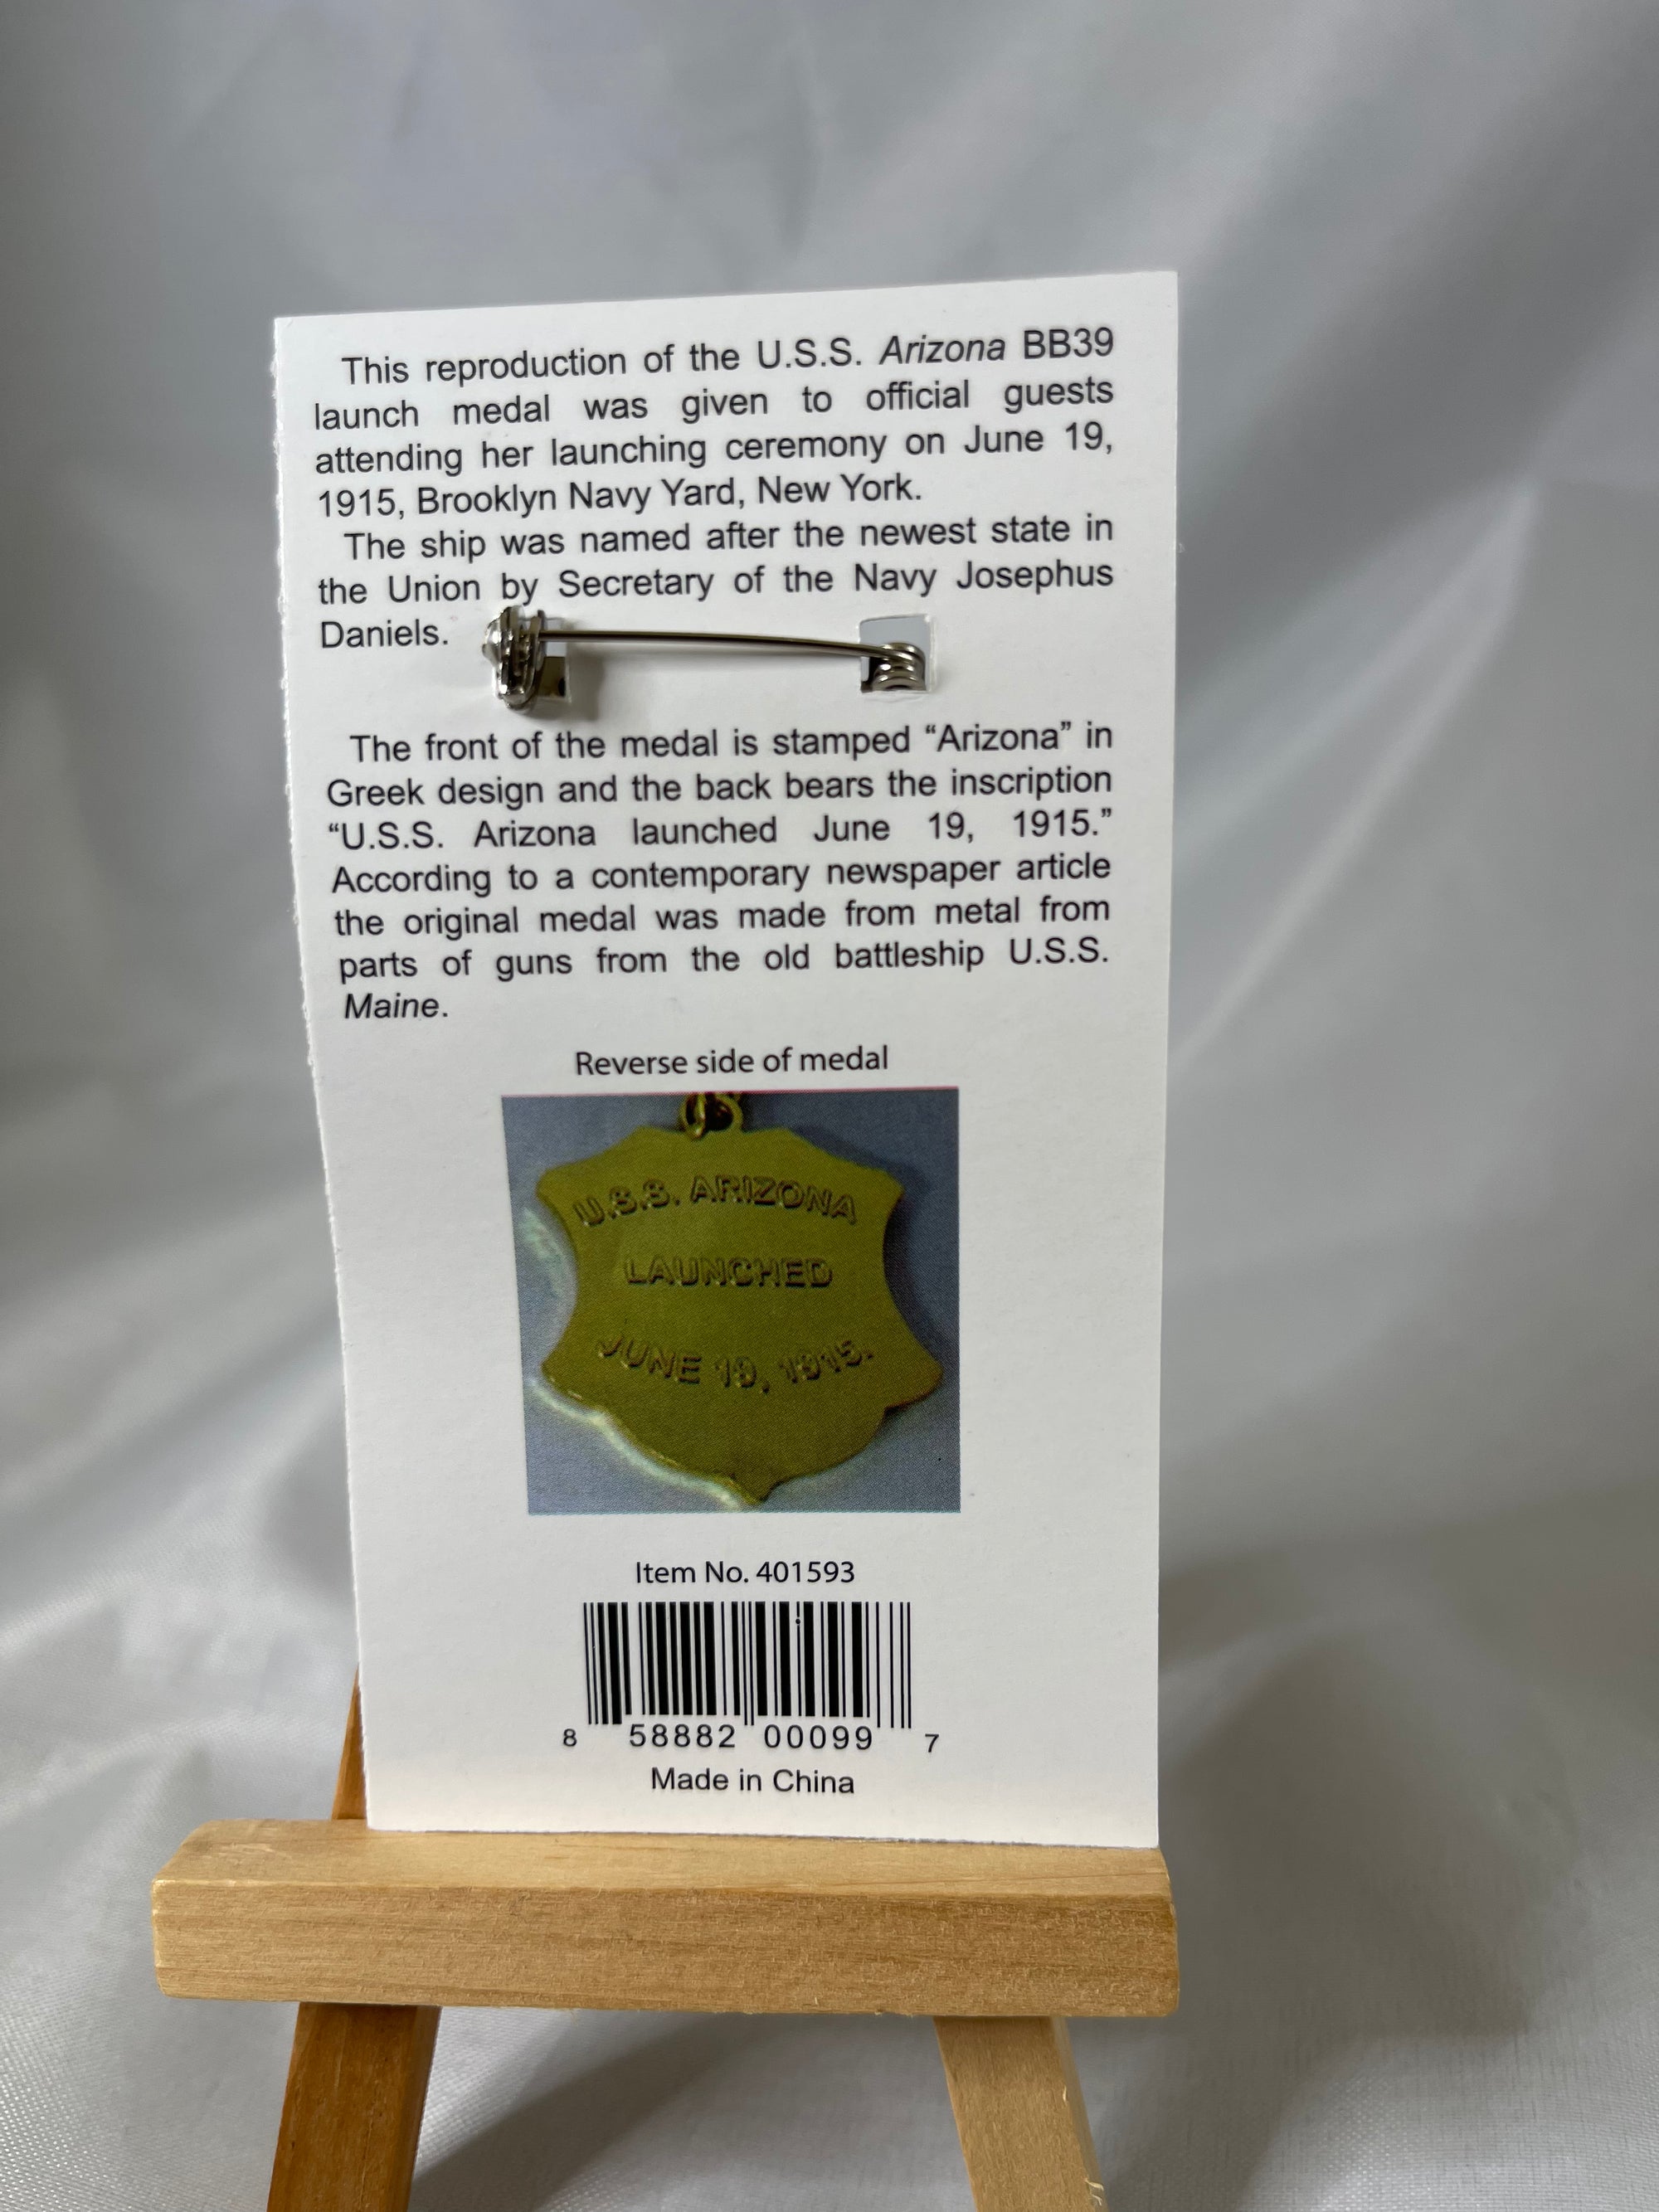 This reproduction of the U.S.S. Arizona BB39
launch medal was given to official guests
attending her launching ceremony on June 19,
1915, Brooklyn Navy Yard, New York.
The ship was named after the newest state in
the Union by Secretary of the Navy Josephus
Daniels.
The front of the medal is stamped “Arizona” in
Greek design and the back bears the inscription
“U.S.S. Arizona launched June 19, 1915.”
According to a contemporary newspaper article
the original medal was made from metal from
parts of guns from the old battleship U.S.S.
Maine.
Reverse side of medal
U.S.S. ARIZONA
LAUNCHED
JUNE 19, 1915.
Item No. 401593
8 58882 00099 7
Made in China